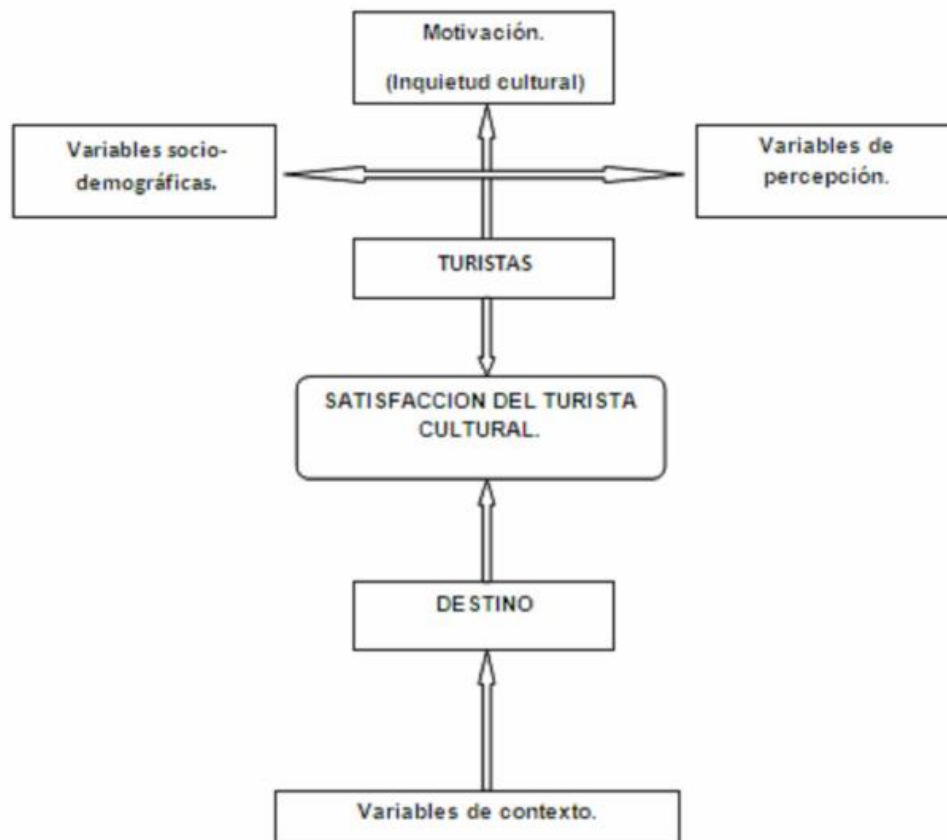 Motivación.
(Inquietud cultural)
Variables socio-
demográficas.
Variables de
percepción.
TURISTAS
SATISFACCION DEL TURISTA
CULTURAL.
DESTINO
Variables de contexto.